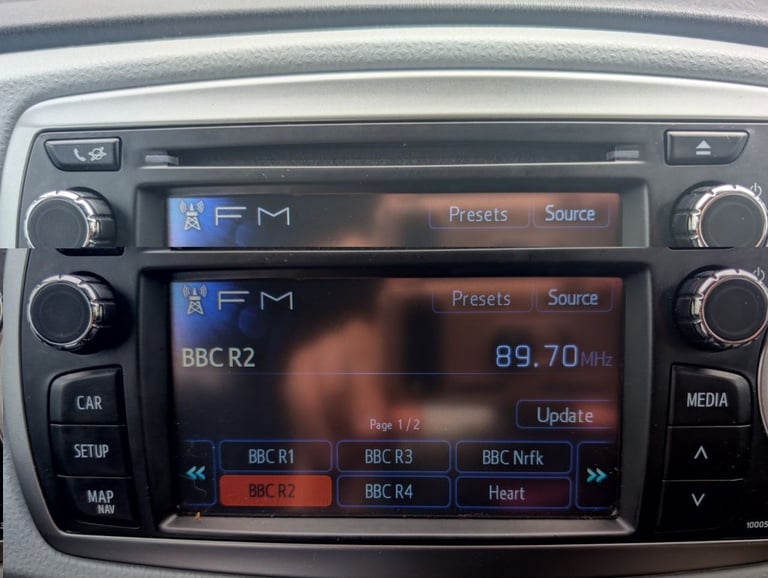 FM
Presets
Source
FM
Presets
Source
BBC R2
89.70MHz
Update
Page 1/2
BBC R1
BBC R3
BBC Nrfk
BBC R2
BBC R4
Heart
CAR
SETUP
MAP
NAV
MEDIA
10005